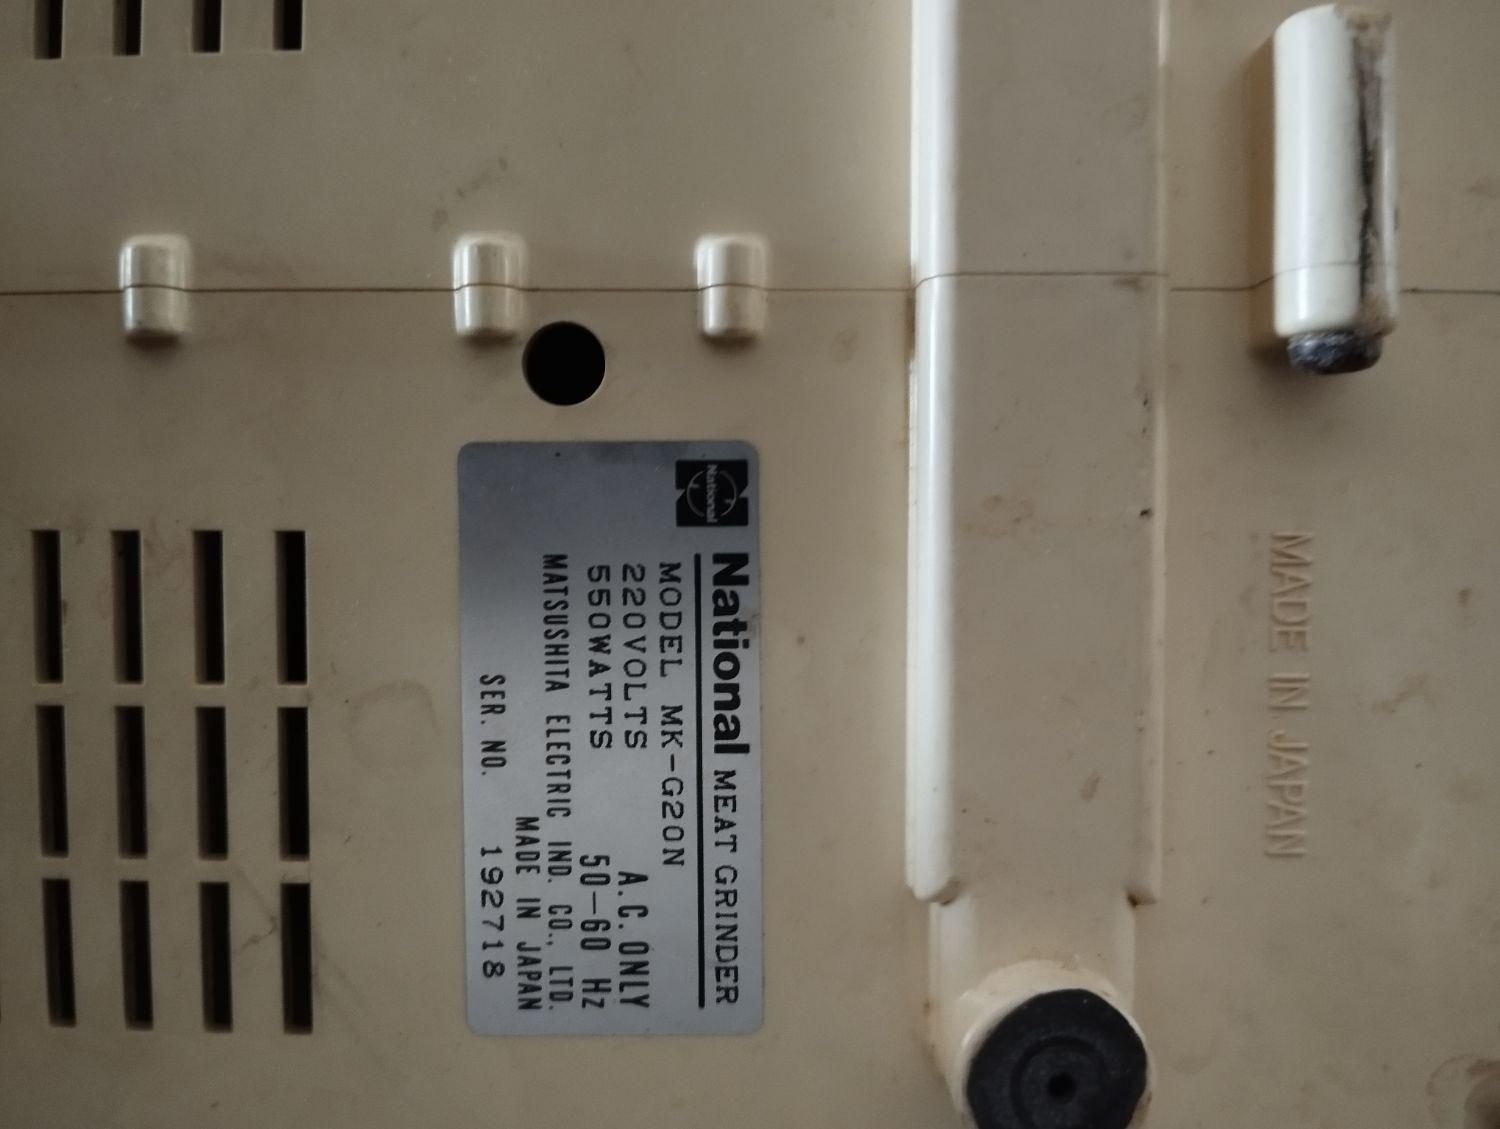 National
National MEAT GRINDER
MODEL MK-G20N
220VOLTS A.C. ONLY
550WATTS 50-60 Hz
MATSUSHITA ELECTRIC IND. CO., LTD.
MADE IN JAPAN
SER. NO. 192718
MADE IN JAPAN